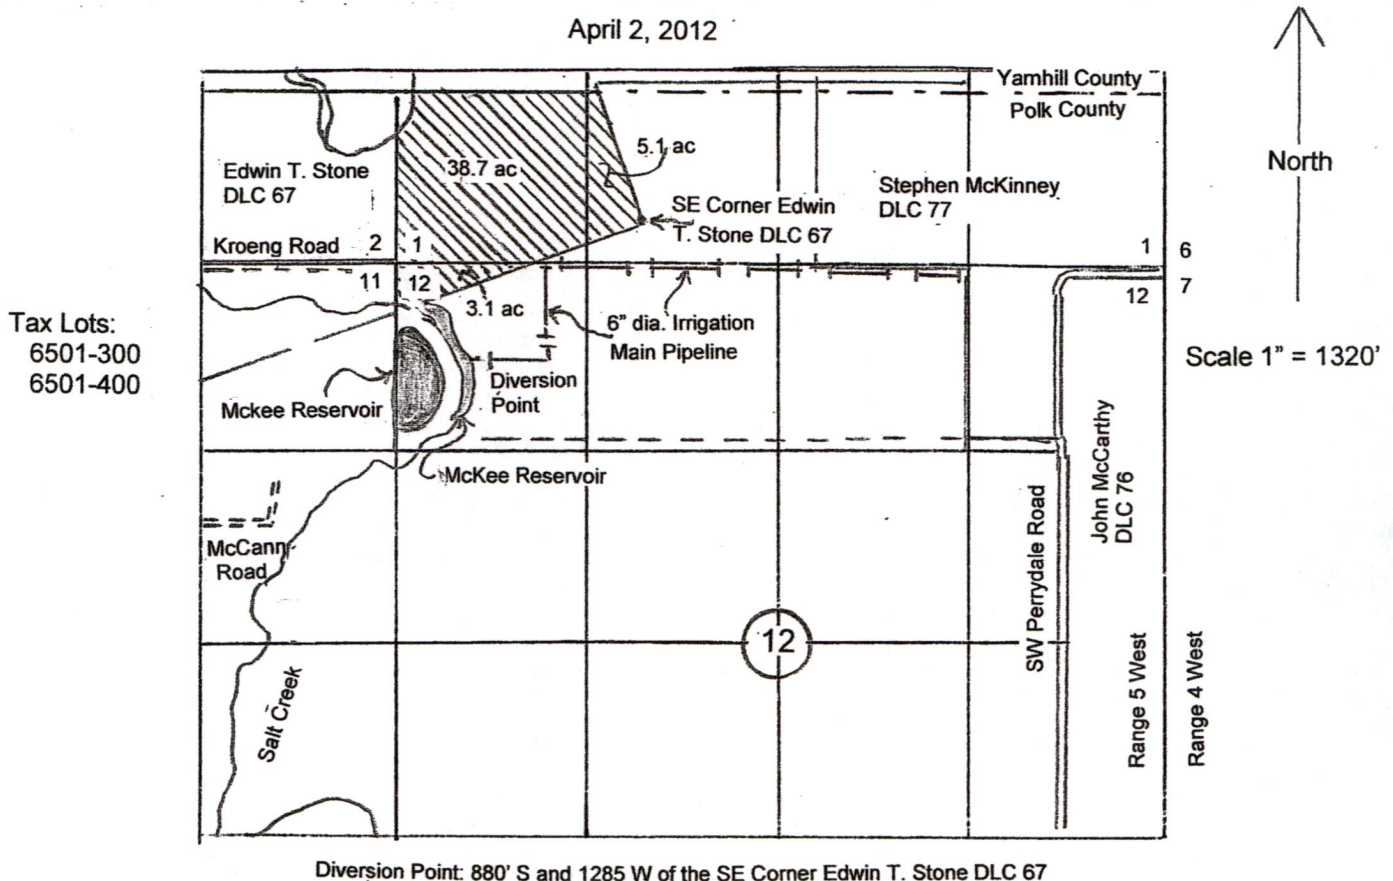 April 2, 2012
Yamhill County
Polk County
North
38.7 ac
5.1 ac
Edwin T. Stone
DLC 67
Stephen McKinney
DLC 77
SE Corner Edwin
T. Stone DLC 67
Kroeng Road
2
1
1
6
11
12
12
7
3.1 ac
Tax Lots:
6501-300
6501-400
6" dia. Irrigation
Main Pipeline
Scale 1" = 1320'
Diversion
Point
Mckee Reservoir
McKee Reservoir
John McCarthy
DLC 76
McCann
Road
SW Perrydale Road
12
Salt Creek
Range 5 West
Range 4 West
Diversion Point: 880' S and 1285 W of the SE Corner Edwin T. Stone DLC 67